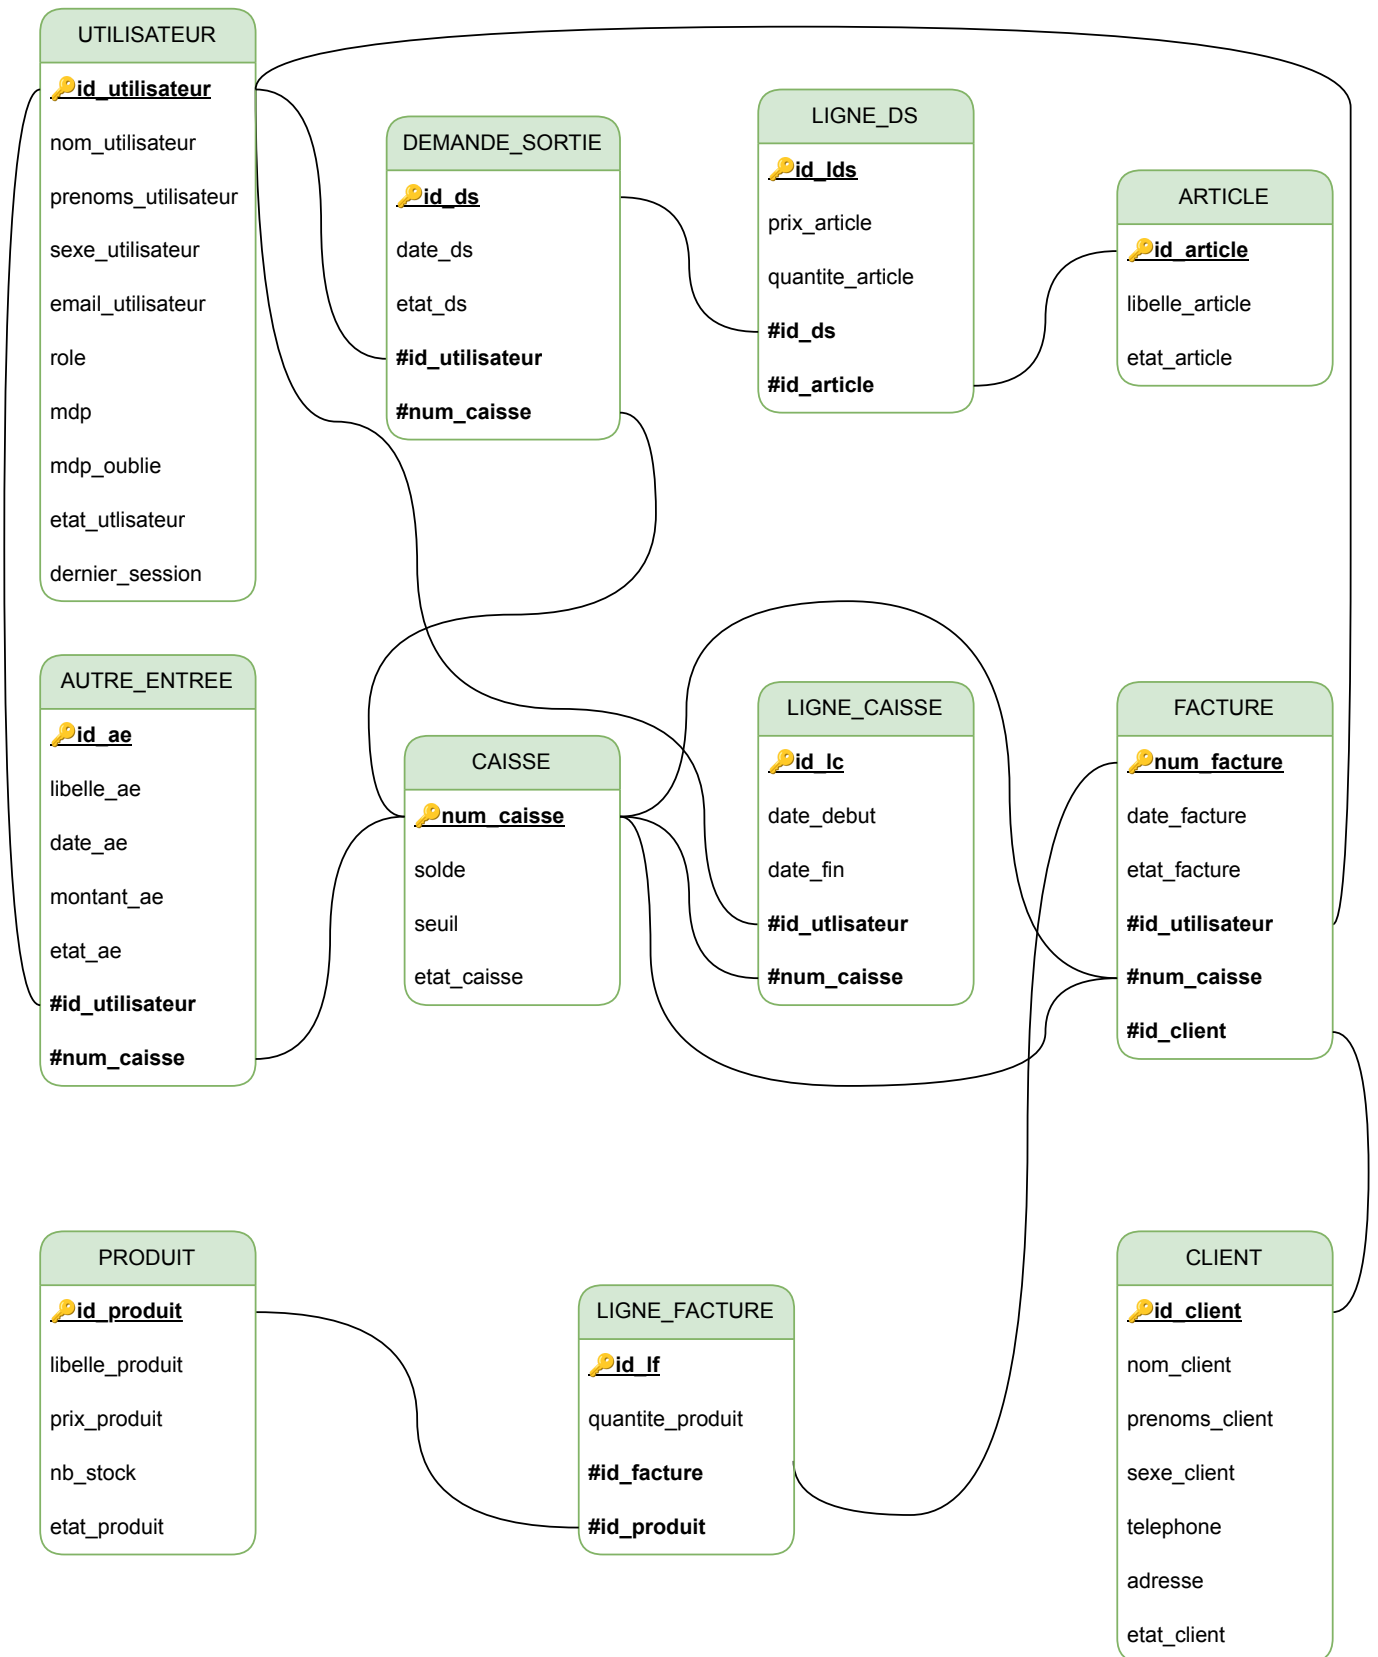 UTILISATEUR
🔑id_utilisateur
nom_utilisateur
prenoms_utilisateur
sexe_utilisateur
email_utilisateur
role
mdp
mdp_oublie
etat_utlisateur
dernier_session
DEMANDE_SORTIE
🔑id_ds
date_ds
etat_ds
#id_utilisateur
#num_caisse
LIGNE_DS
🔑id_lds
prix_article
quantite_article
#id_ds
#id_article
ARTICLE
🔑id_article
libelle_article
etat_article
AUTRE_ENTREE
🔑id_ae
libelle_ae
date_ae
montant_ae
etat_ae
#id_utilisateur
#num_caisse
CAISSE
🔑num_caisse
solde
seuil
etat_caisse
LIGNE_CAISSE
🔑id_lc
date_debut
date_fin
#id_utlisateur
#num_caisse
FACTURE
🔑num_facture
date_facture
etat_facture
#id_utilisateur
#num_caisse
#id_client
PRODUIT
🔑id_produit
libelle_produit
prix_produit
nb_stock
etat_produit
LIGNE_FACTURE
🔑id_lf
quantite_produit
#id_facture
#id_produit
CLIENT
🔑id_client
nom_client
prenoms_client
sexe_client
telephone
adresse
etat_client